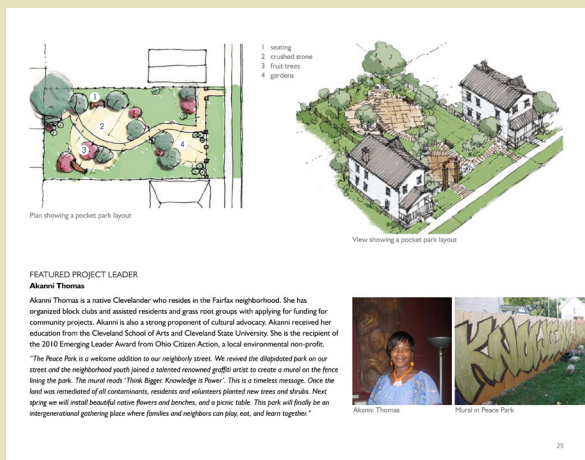 1 seating
2 crushed stone
3 fruit trees
4 gardens
1
2
3
4
Plan showing a pocket park layout
View showing a pocket park layout
FEATURED PROJECT LEADER
Akanni Thomas
Akanni Thomas is a native Clevelander who resides in the Fairfax neighborhood. She has
organized block clubs and assisted residents and grass root groups with applying for funding for
community projects. Akanni is also a strong proponent of cultural advocacy. Akanni received her
education from the Cleveland School of Arts and Cleveland State University. She is the recipient of
the 2010 Emerging Leader Award from Ohio Citizen Action, a local environmental non-profit.
"The Peace Park is a welcome addition to our neighborly street. We revived the dilapidated park on our
street and the neighborhood youth joined a talented renowned graffiti artist to create a mural on the fence
lining the park. The mural reads 'Think Bigger. Knowledge is Power'. This is a timeless message. Once the
land was remediated of all contaminants, residents and volunteers planted new trees and shrubs. Next
spring we will install beautiful native flowers and benches, and a picnic table. This park will finally be an
intergenerational gathering place where families and neighbors can play, eat, and learn together."
Akanni Thomas
Mural in Peace Park
25